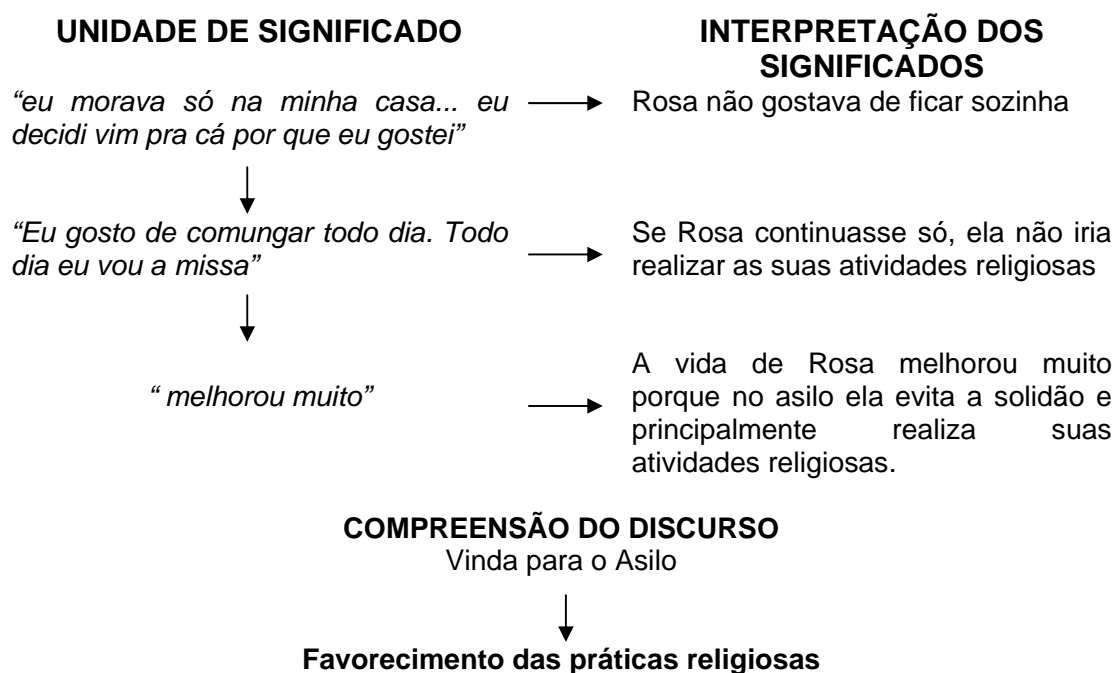 UNIDADE DE SIGNIFICADO
INTERPRETAÇÃO DOS
SIGNIFICADOS
“eu morava só na minha casa... eu
decidi vim pra cá por que eu gostei”
Rosa não gostava de ficar sozinha
“Eu gosto de comungar todo dia. Todo
dia eu vou a missa”
Se Rosa continuasse só, ela não iria
realizar as suas atividades religiosas
“ melhorou muito”
A vida de Rosa melhorou muito
porque no asilo ela evita a solidão e
principalmente realiza suas
atividades religiosas.
COMPREENSÃO DO DISCURSO
Vinda para o Asilo
Favorecimento das práticas religiosas